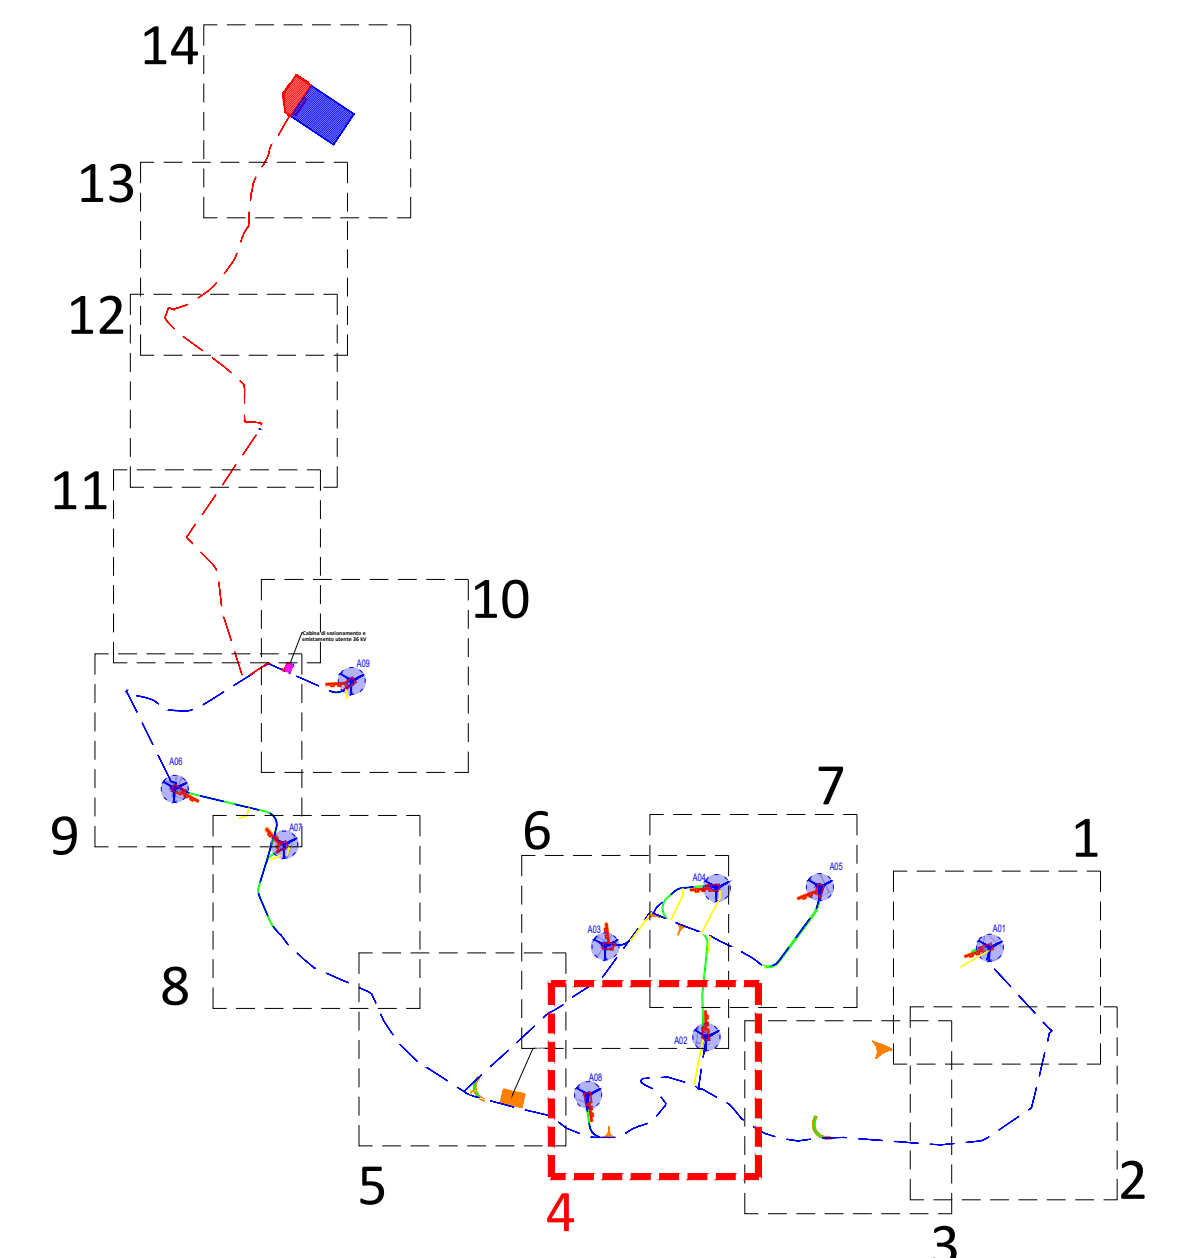 14
13
12
11
10
Cabina di sezionamento e
smistamento utente 36 kV
A09
A06
7
6
1
9
A07
A04
A05
A03
A01
8
A02
A08
5
2
4
3